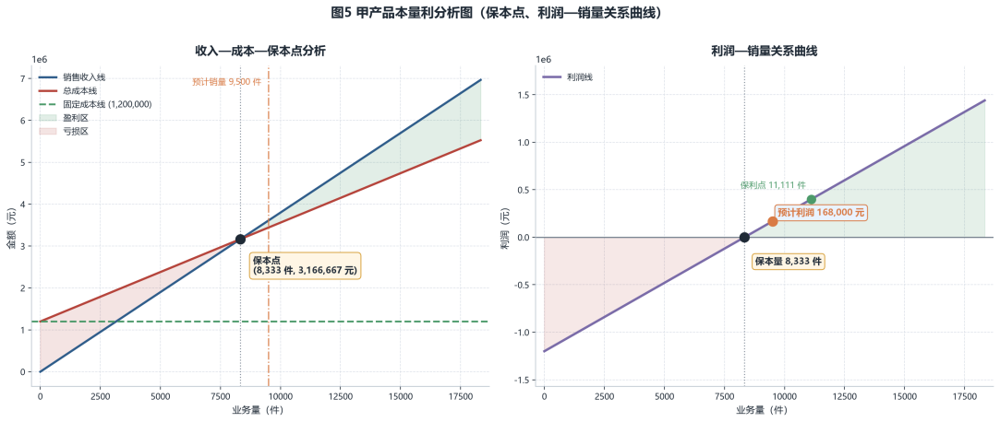 图5 甲产品本量利分析图（保本点、利润—销量关系曲线）
收入—成本—保本点分析
1e6
销售收入线
总成本线
固定成本线 (1,200,000)
盈利区
亏损区
预计销量 9,500 件
保本点
(8,333 件, 3,166,667 元)
金额（元）
7
6
5
4
3
2
1
0
0 2500 5000 7500 10000 12500 15000 17500
业务量（件）
利润—销量关系曲线
1e6
利润线
保利点 11,111 件
预计利润 168,000 元
保本量 8,333 件
利润（元）
1.5
1.0
0.5
0.0
-0.5
-1.0
-1.5
0 2500 5000 7500 10000 12500 15000 17500
业务量（件）